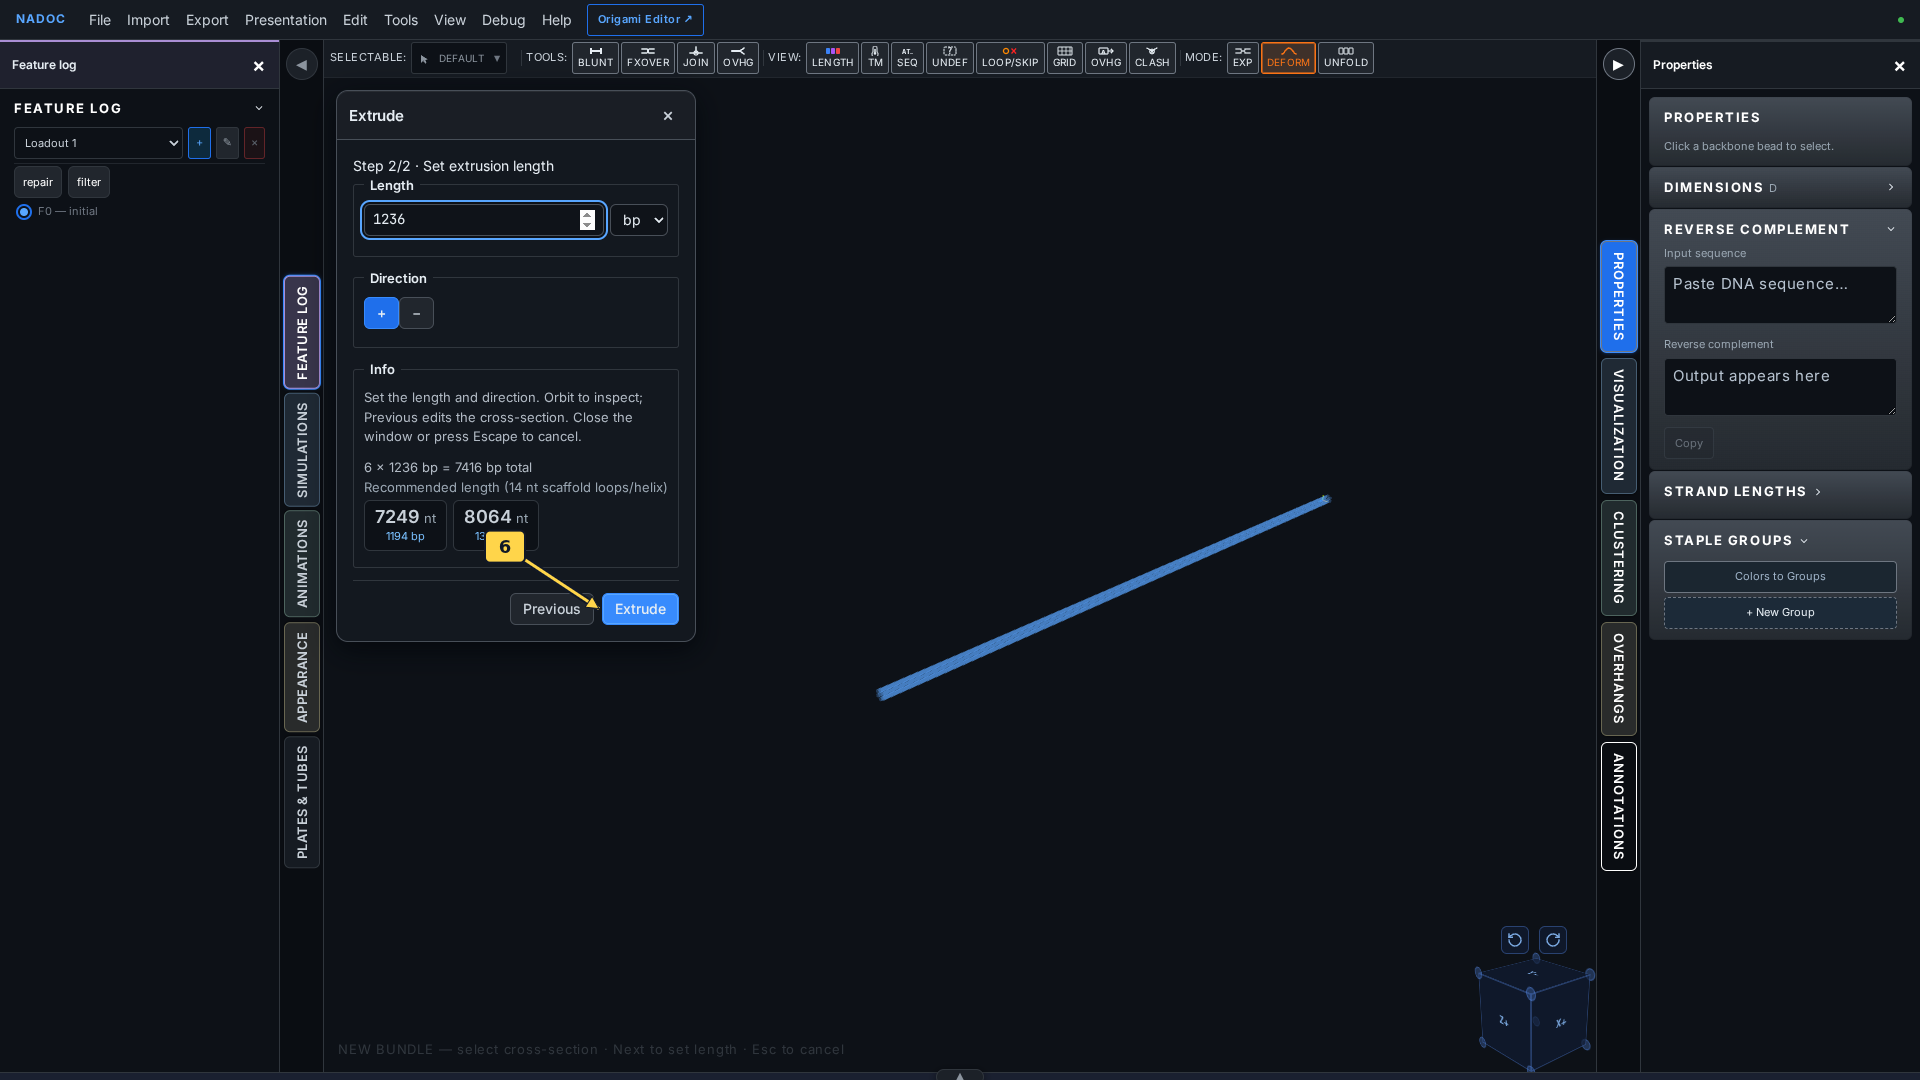 NADOC File Import Export Presentation Edit Tools View Debug Help Origami Editor ↗
Feature log ×
FEATURE LOG
Loadout 1 + ✎ ×
repair filter
F0 — initial
FEATURE LOG
SIMULATIONS
ANIMATIONS
APPEARANCE
PLATES & TUBES
SELECTABLE: DEFAULT TOOLS: BLUNT FXOVER JOIN OVHG VIEW: LENGTH TM SEQ UNDEF LOOP/SKIP GRID OVHG CLASH MODE: EXP DEFORM UNFOLD
Extrude ×
Step 2/2 · Set extrusion length
Length
1236 bp
Direction
+ −
Info
Set the length and direction. Orbit to inspect;
Previous edits the cross-section. Close the
window or press Escape to cancel.
6 × 1236 bp = 7416 bp total
Recommended length (14 nt scaffold loops/helix)
7249 nt 8064 nt
1194 bp
6
Previous Extrude
NEW BUNDLE — select cross-section · Next to set length · Esc to cancel
PROPERTIES
VISUALIZATION
CLUSTERING
OVERHANGS
ANNOTATIONS
Properties ×
PROPERTIES
Click a backbone bead to select.
DIMENSIONS D
REVERSE COMPLEMENT
Input sequence
Paste DNA sequence...
Reverse complement
Output appears here
Copy
STRAND LENGTHS
STAPLE GROUPS
Colors to Groups
+ New Group